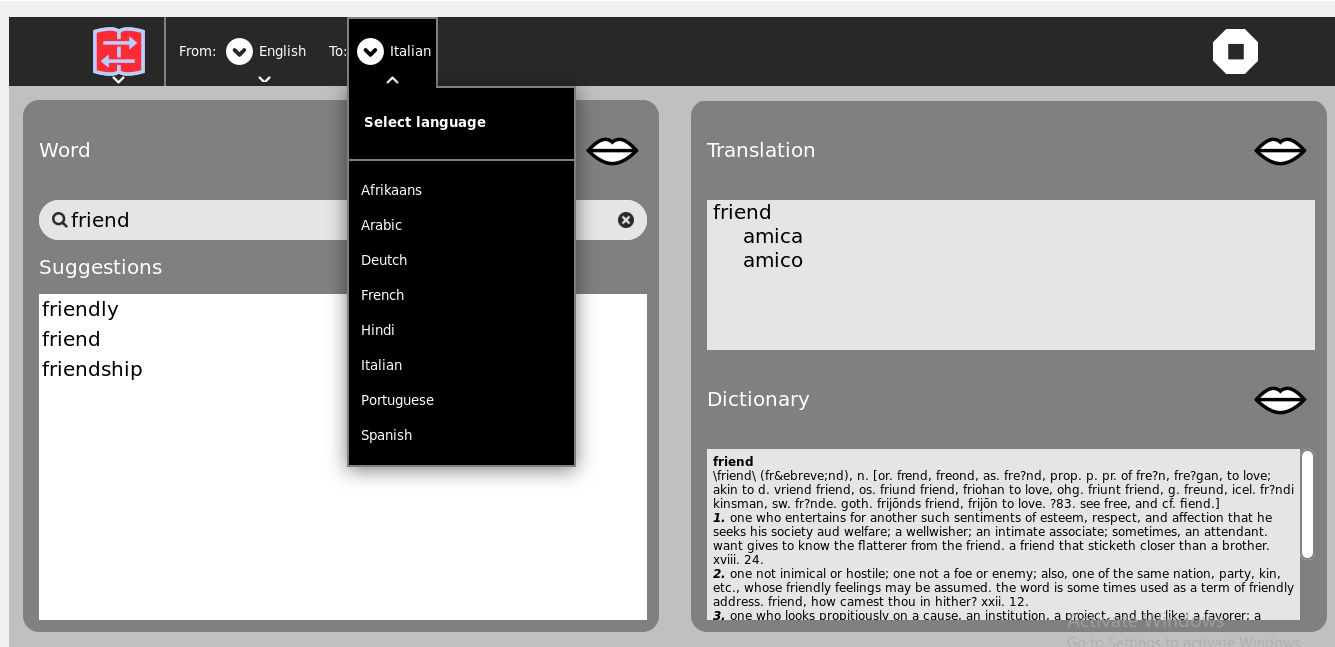 From: English To: Italian
Select language
Afrikaans
Arabic
Deutch
French
Hindi
Italian
Portuguese
Spanish
Word
friend
Suggestions
friendly
friend
friendship
Translation
friend
amica
amico
Dictionary
friend
\friend\ (fr&ebreve;nd), n. [or. frend, freond, as. fre?nd, prop. p. pr. of fre?n, fre?gan, to love;
akin to d. vriend friend, os. friund friend, friohan to love, ohg. friunt friend, g. freund, icel. fr?ndi
kinsman, sw. fr?nde. goth. frijōnds friend, frijōn to love. ?83. see free, and cf. fiend.]
1. one who entertains for another such sentiments of esteem, respect, and affection that he
seeks his society aud welfare; a wellwisher; an intimate associate; sometimes, an attendant.
want gives to know the flatterer from the friend. a friend that sticketh closer than a brother.
xviii. 24.
2. one not inimical or hostile; one not a foe or enemy; also, one of the same nation, party, kin,
etc., whose friendly feelings may be assumed. the word is some times used as a term of friendly
address. friend, how camest thou in hither? xxii. 12.
3. one who looks propitiously on a cause, an institution, a project, and the like; a favorer; a
Activate Windows
Go to Settings to activate Windows.